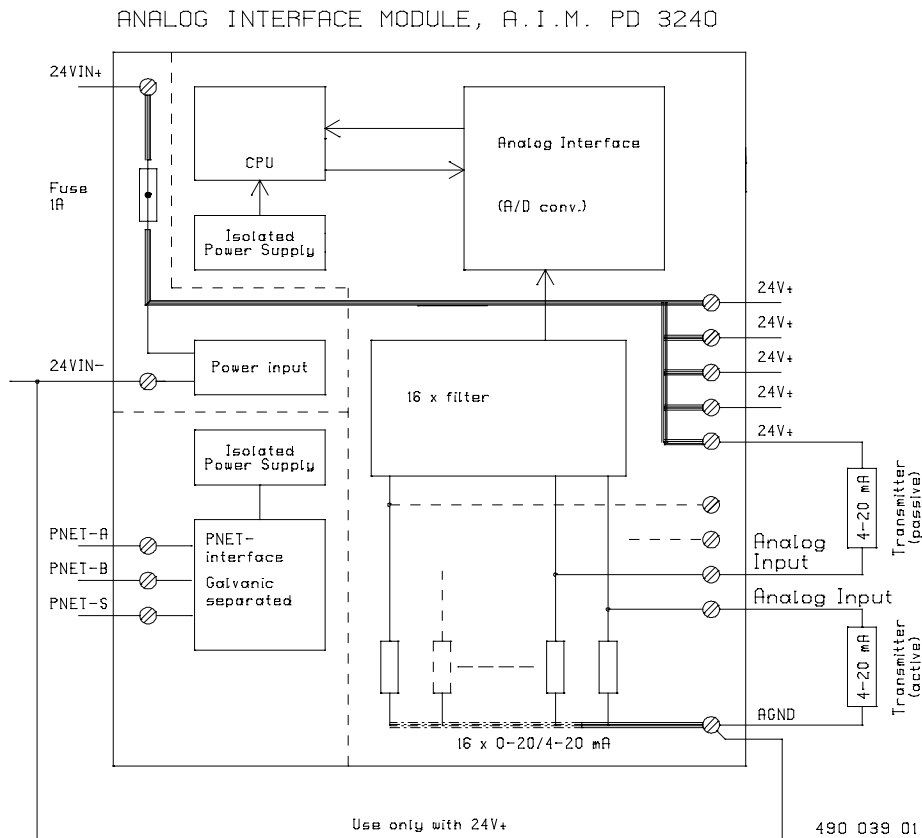 ANALOG INTERFACE MODULE, A.I.M. PD 3240
24VIN+
Fuse
1A
CPU
Analog Interface
(A/D conv.)
Isolated
Power Supply
24V+
24V+
24V+
24V+
24V+
24VIN-
Power input
16 x filter
Isolated
Power Supply
4-20 mA
Transmitter
(passive)
PNET-A
PNET-B
PNET-S
PNET-
interface
Galvanic
separated
Analog
Input
Analog Input
4-20 mA
Transmitter
(active)
AGND
16 x 0-20/4-20 mA
Use only with 24V+
490 039 01